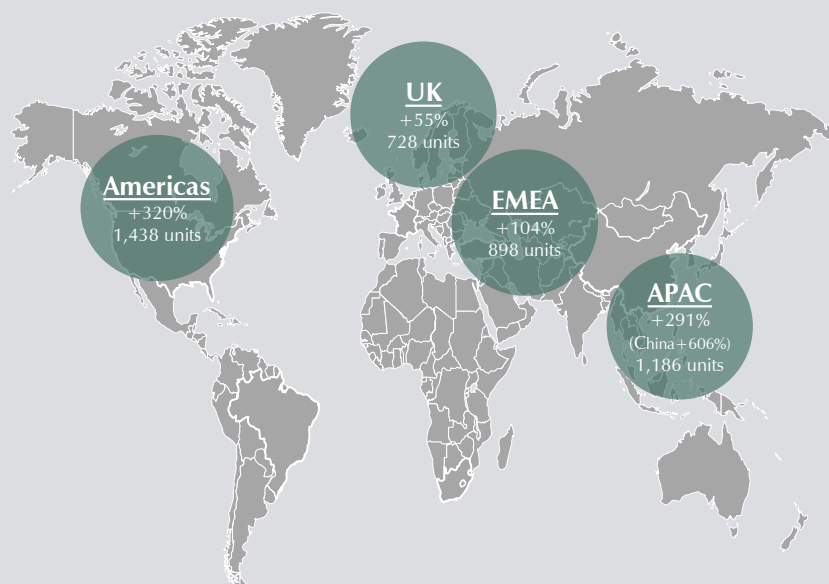 UK
+55%
728 units
Americas
+320%
1,438 units
EMEA
+104%
898 units
APAC
+291%
(China+606%)
1,186 units